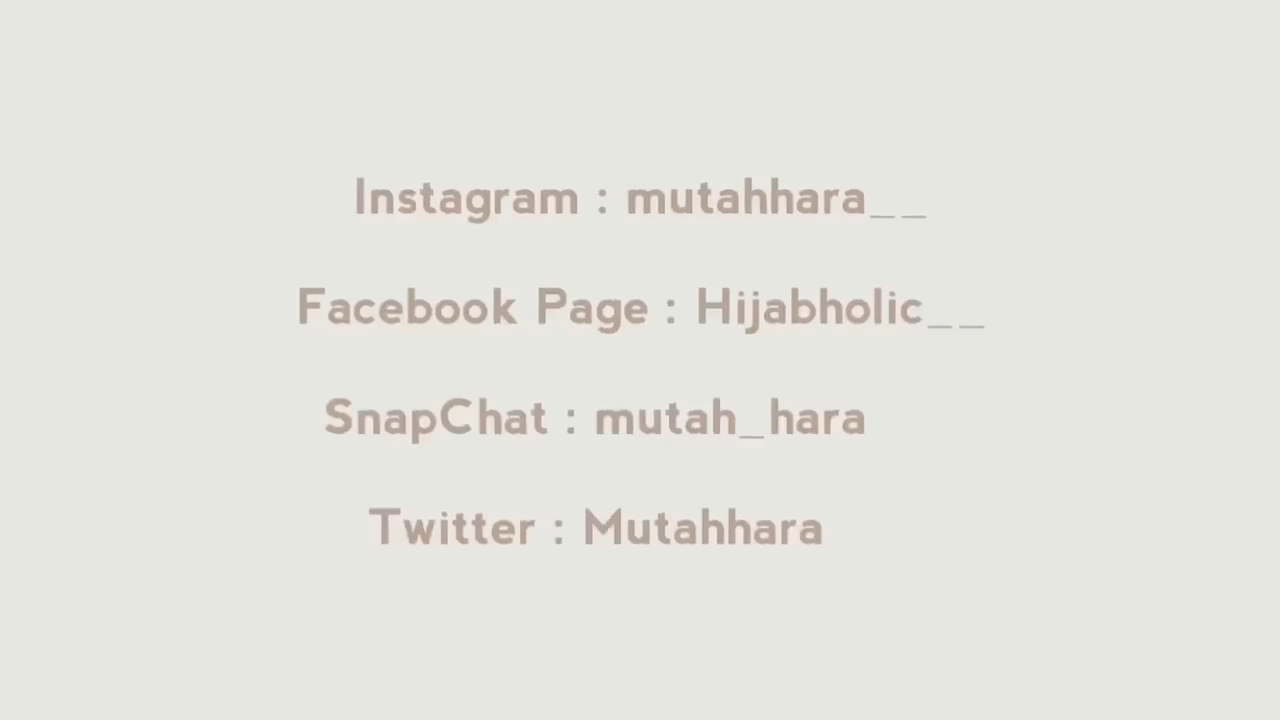 Instagram : mutahhara__
Facebook Page : Hijabholic__
SnapChat : mutah_hara
Twitter : Mutahhara